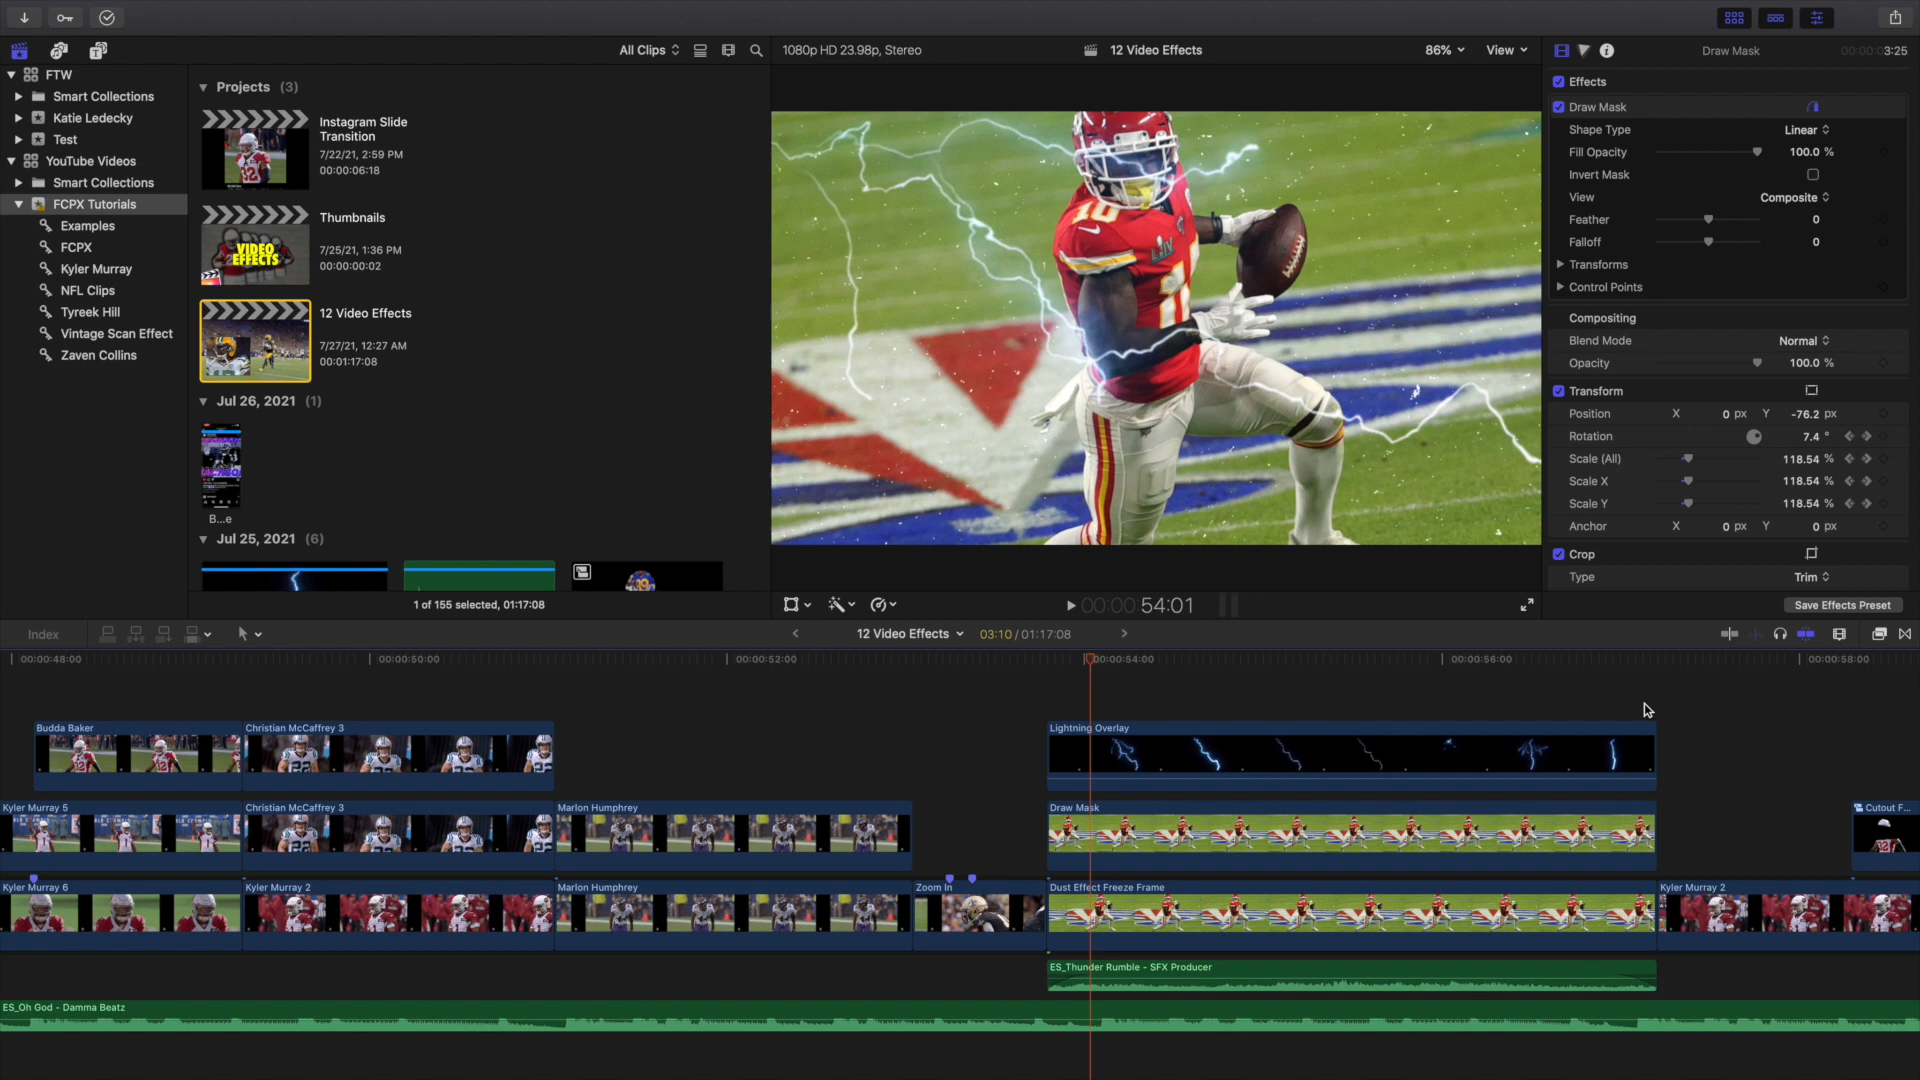 All Clips
1080p HD 23.98p, Stereo
12 Video Effects
86%
View
Draw Mask
00:00:03:25
FTW
Smart Collections
Katie Ledecky
Test
YouTube Videos
Smart Collections
FCPX Tutorials
Examples
FCPX
Kyler Murray
NFL Clips
Tyreek Hill
Vintage Scan Effect
Zaven Collins
Projects (3)
Instagram Slide
Transition
7/22/21, 2:59 PM
00:00:06:18
Thumbnails
7/25/21, 1:36 PM
00:00:00:02
VIDEO
EFFECTS
12 Video Effects
7/27/21, 12:27 AM
00:01:17:08
Jul 26, 2021 (1)
B...e
Jul 25, 2021 (6)
1 of 155 selected, 01:17:08
10
LIV
00:00:54:01
Effects
Draw Mask
Shape Type Linear
Fill Opacity 100.0 %
Invert Mask
View Composite
Feather 0
Falloff 0
Transforms
Control Points
Compositing
Blend Mode Normal
Opacity 100.0 %
Transform
Position X 0 px Y -76.2 px
Rotation 7.4 °
Scale (All) 118.54 %
Scale X 118.54 %
Scale Y 118.54 %
Anchor X 0 px Y 0 px
Crop
Type Trim
Save Effects Preset
Index
12 Video Effects
03:10 / 01:17:08
00:00:48:00
00:00:50:00
00:00:52:00
00:00:54:00
00:00:56:00
00:00:58:00
Budda Baker
Christian McCaffrey 3
Lightning Overlay
Kyler Murray 5
Christian McCaffrey 3
Marlon Humphrey
Draw Mask
Cutout F...
Kyler Murray 6
Kyler Murray 2
Marlon Humphrey
Zoom In
Dust Effect Freeze Frame
Kyler Murray 2
ES_Thunder Rumble - SFX Producer
ES_Oh God - Damma Beatz